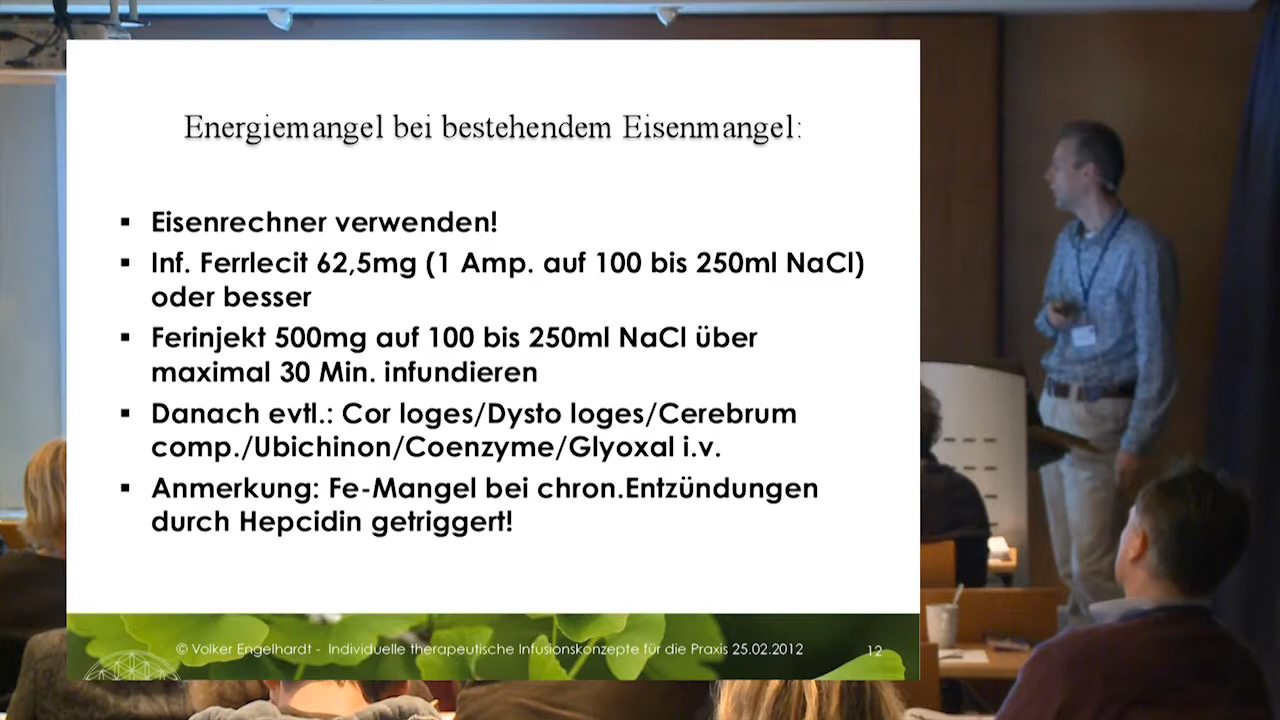 Energiemangel bei bestehendem Eisenmangel:
▪ Eisenrechner verwenden!
▪ Inf. Ferrlecit 62,5mg (1 Amp. auf 100 bis 250ml NaCl)
oder besser
▪ Ferinjekt 500mg auf 100 bis 250ml NaCl über
maximal 30 Min. infundieren
▪ Danach evtl.: Cor loges/Dysto loges/Cerebrum
comp./Ubichinon/Coenzyme/Glyoxal i.v.
▪ Anmerkung: Fe-Mangel bei chron.Entzündungen
durch Hepcidin getriggert!
© Volker Engelhardt - Individuelle therapeutische Infusionskonzepte für die Praxis 25.02.2012 12